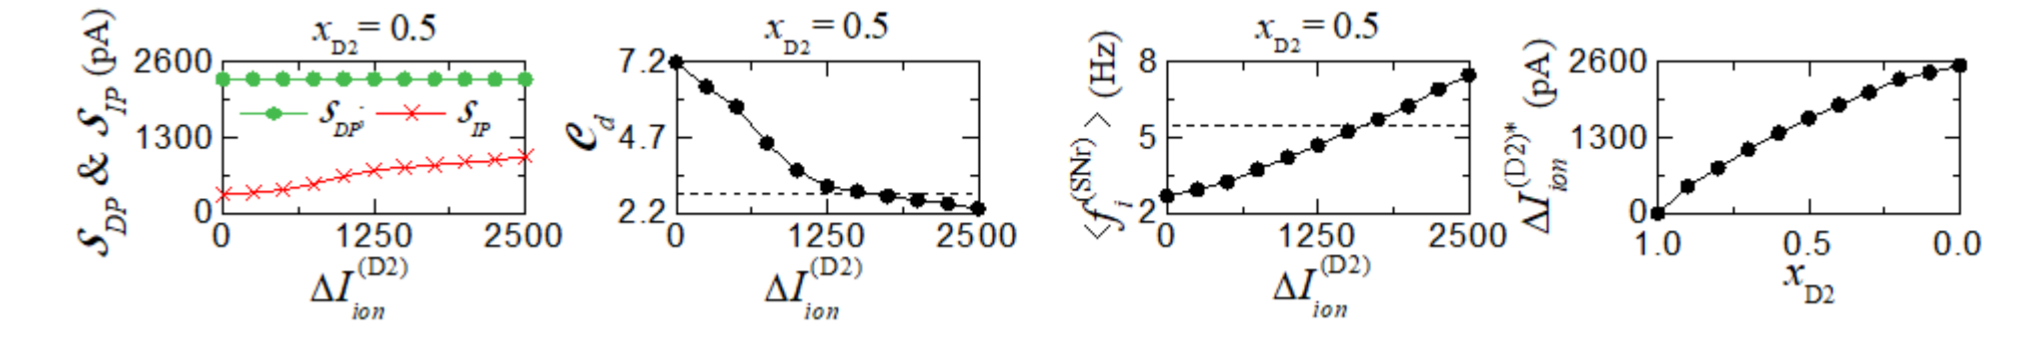 x_D2 = 0.5
𝒮_DP & 𝒮_IP (pA)
2600
1300
0
𝒮_DP, 𝒮_IP
0 1250 2500
ΔI_ion^(D2)
x_D2 = 0.5
𝒞_d
7.2
4.7
2.2
0 1250 2500
ΔI_ion^(D2)
x_D2 = 0.5
<f_i^(SNr)> (Hz)
8
5
2
0 1250 2500
ΔI_ion^(D2)
ΔI_ion^(D2)* (pA)
2600
1300
0
1.0 0.5 0.0
x_D2